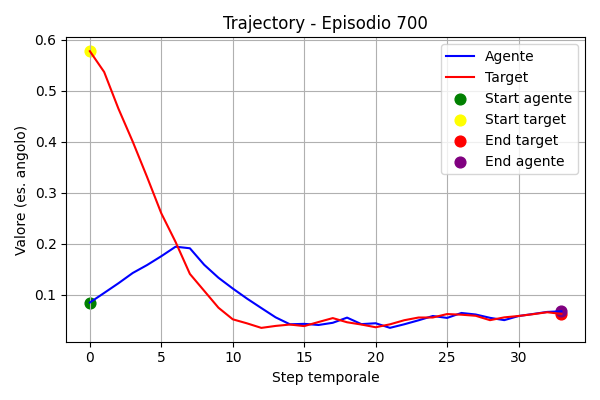 Trajectory - Episodio 700
Valore (es. angolo)
0.6
0.5
0.4
0.3
0.2
0.1
Agente
Target
Start agente
Start target
End target
End agente
0 5 10 15 20 25 30
Step temporale